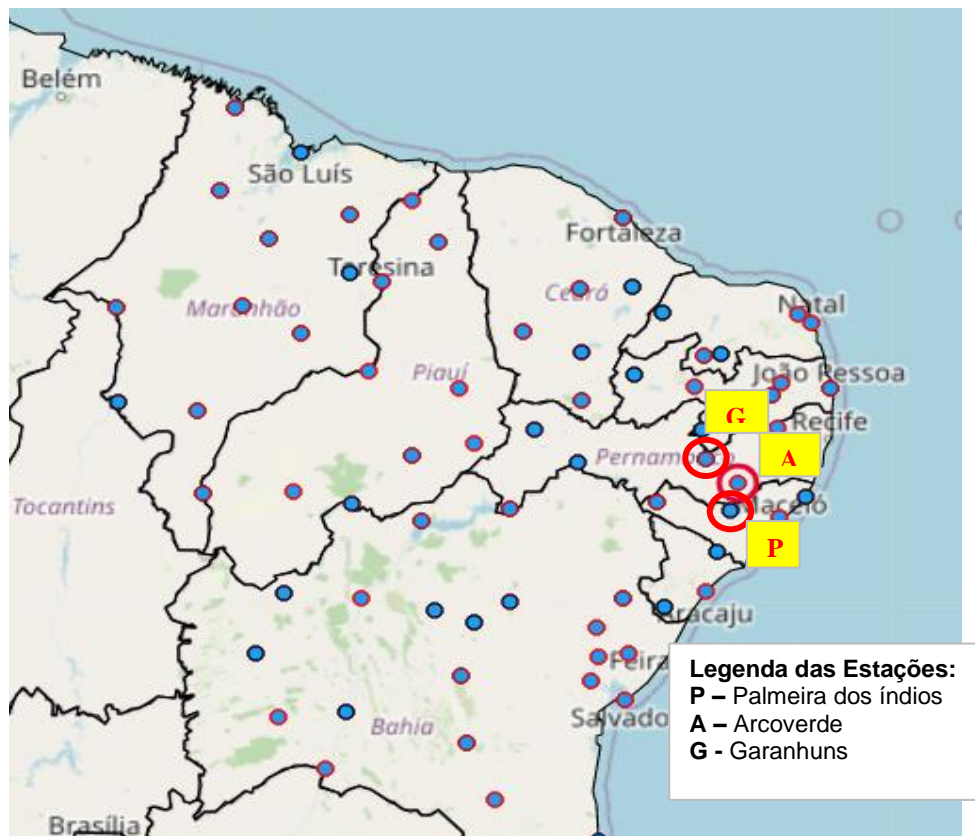 Belém
São Luís
Fortaleza
Teresina
Ceará
Natal
Maranhão
Piauí
João Pessoa
G
Recife
Pernambuco
A
Tocantins
Maceió
P
Aracaju
Feira
Salvado
Bahia
Brasília
Legenda das Estações:
P – Palmeira dos índios
A – Arcoverde
G - Garanhuns